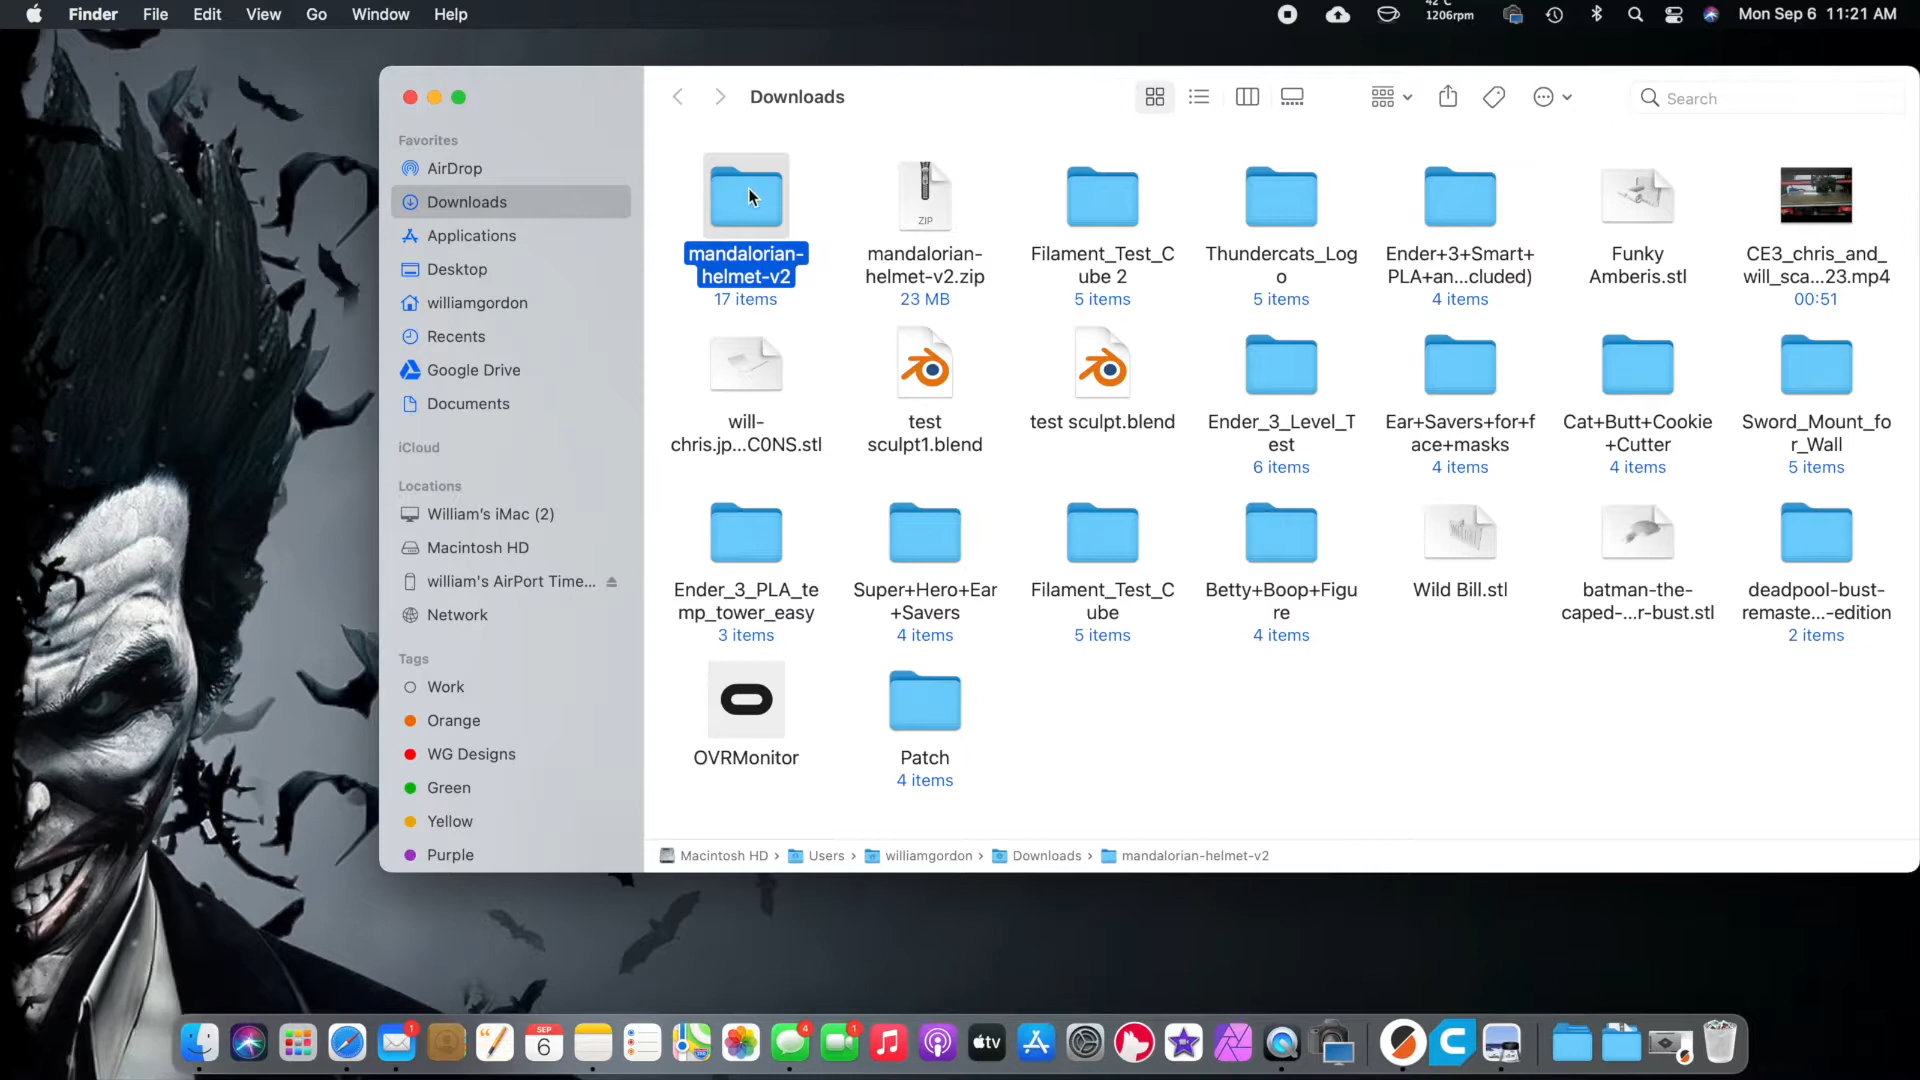 Finder File Edit View Go Window Help
1206rpm
Mon Sep 6 11:21 AM
Downloads
Search
Favorites
AirDrop
Downloads
Applications
Desktop
williamgordon
Recents
Google Drive
Documents
iCloud
Locations
William's iMac (2)
Macintosh HD
william's AirPort Time...
Network
Tags
Work
Orange
WG Designs
Green
Yellow
Purple
mandalorian-
helmet-v2
17 items
ZIP
mandalorian-
helmet-v2.zip
23 MB
Filament_Test_C
ube 2
5 items
Thundercats_Log
o
5 items
Ender+3+Smart+
PLA+an...cluded)
4 items
Funky
Amberis.stl
CE3_chris_and_
will_sca...23.mp4
00:51
will-
chris.jp...C0NS.stl
test
sculpt1.blend
test sculpt.blend
Ender_3_Level_T
est
6 items
Ear+Savers+for+f
ace+masks
4 items
Cat+Butt+Cookie
+Cutter
4 items
Sword_Mount_fo
r_Wall
5 items
Ender_3_PLA_te
mp_tower_easy
3 items
Super+Hero+Ear
+Savers
4 items
Filament_Test_C
ube
5 items
Betty+Boop+Figu
re
4 items
Wild Bill.stl
batman-the-
caped-...r-bust.stl
deadpool-bust-
remaste...-edition
2 items
OVRMonitor
Patch
4 items
Macintosh HD › Users › williamgordon › Downloads › mandalorian-helmet-v2
1
SEP
6
4
1
tv